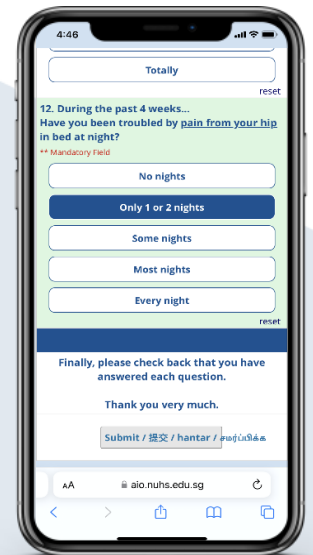 4:46
Totally
reset
12. During the past 4 weeks...
Have you been troubled by pain from your hip
in bed at night?
** Mandatory Field
No nights
Only 1 or 2 nights
Some nights
Most nights
Every night
reset
Finally, please check back that you have
answered each question.
Thank you very much.
Submit / 提交 / hantar / சமர்ப்பிக்க
AA
aio.nuhs.edu.sg